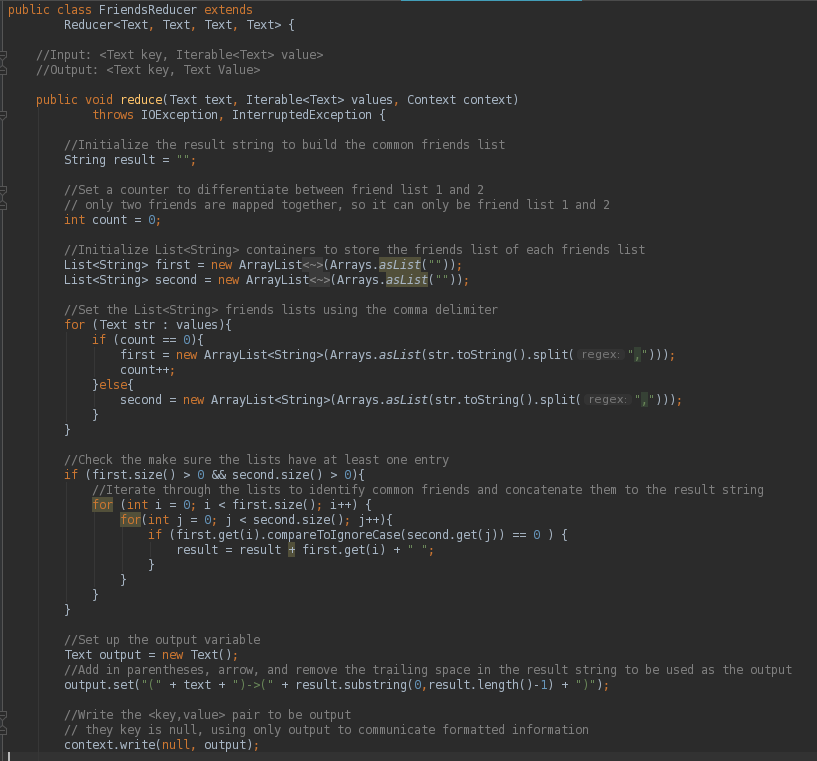 public class FriendsReducer extends
        Reducer<Text, Text, Text, Text> {

    //Input: <Text key, Iterable<Text> value>
    //Output: <Text key, Text Value>

    public void reduce(Text text, Iterable<Text> values, Context context)
            throws IOException, InterruptedException {

        //Initialize the result string to build the common friends list
        String result = "";

        //Set a counter to differentiate between friend list 1 and 2
        // only two friends are mapped together, so it can only be friend list 1 and 2
        int count = 0;

        //Initialize List<String> containers to store the friends list of each friends list
        List<String> first = new ArrayList<~>(Arrays.asList(""));
        List<String> second = new ArrayList<~>(Arrays.asList(""));

        //Set the List<String> friends lists using the comma delimiter
        for (Text str : values){
            if (count == 0){
                first = new ArrayList<String>(Arrays.asList(str.toString().split( regex: ",")));
                count++;
            }else{
                second = new ArrayList<String>(Arrays.asList(str.toString().split( regex: ",")));
            }
        }

        //Check the make sure the lists have at least one entry
        if (first.size() > 0 && second.size() > 0){
            //Iterate through the lists to identify common friends and concatenate them to the result string
            for (int i = 0; i < first.size(); i++) {
                for(int j = 0; j < second.size(); j++){
                    if (first.get(i).compareToIgnoreCase(second.get(j)) == 0 ) {
                        result = result + first.get(i) + " ";
                    }
                }
            }
        }

        //Set up the output variable
        Text output = new Text();
        //Add in parentheses, arrow, and remove the trailing space in the result string to be used as the output
        output.set("(" + text + ")->(" + result.substring(0,result.length()-1) + ")");

        //Write the <key,value> pair to be output
        // they key is null, using only output to communicate formatted information
        context.write(null, output);